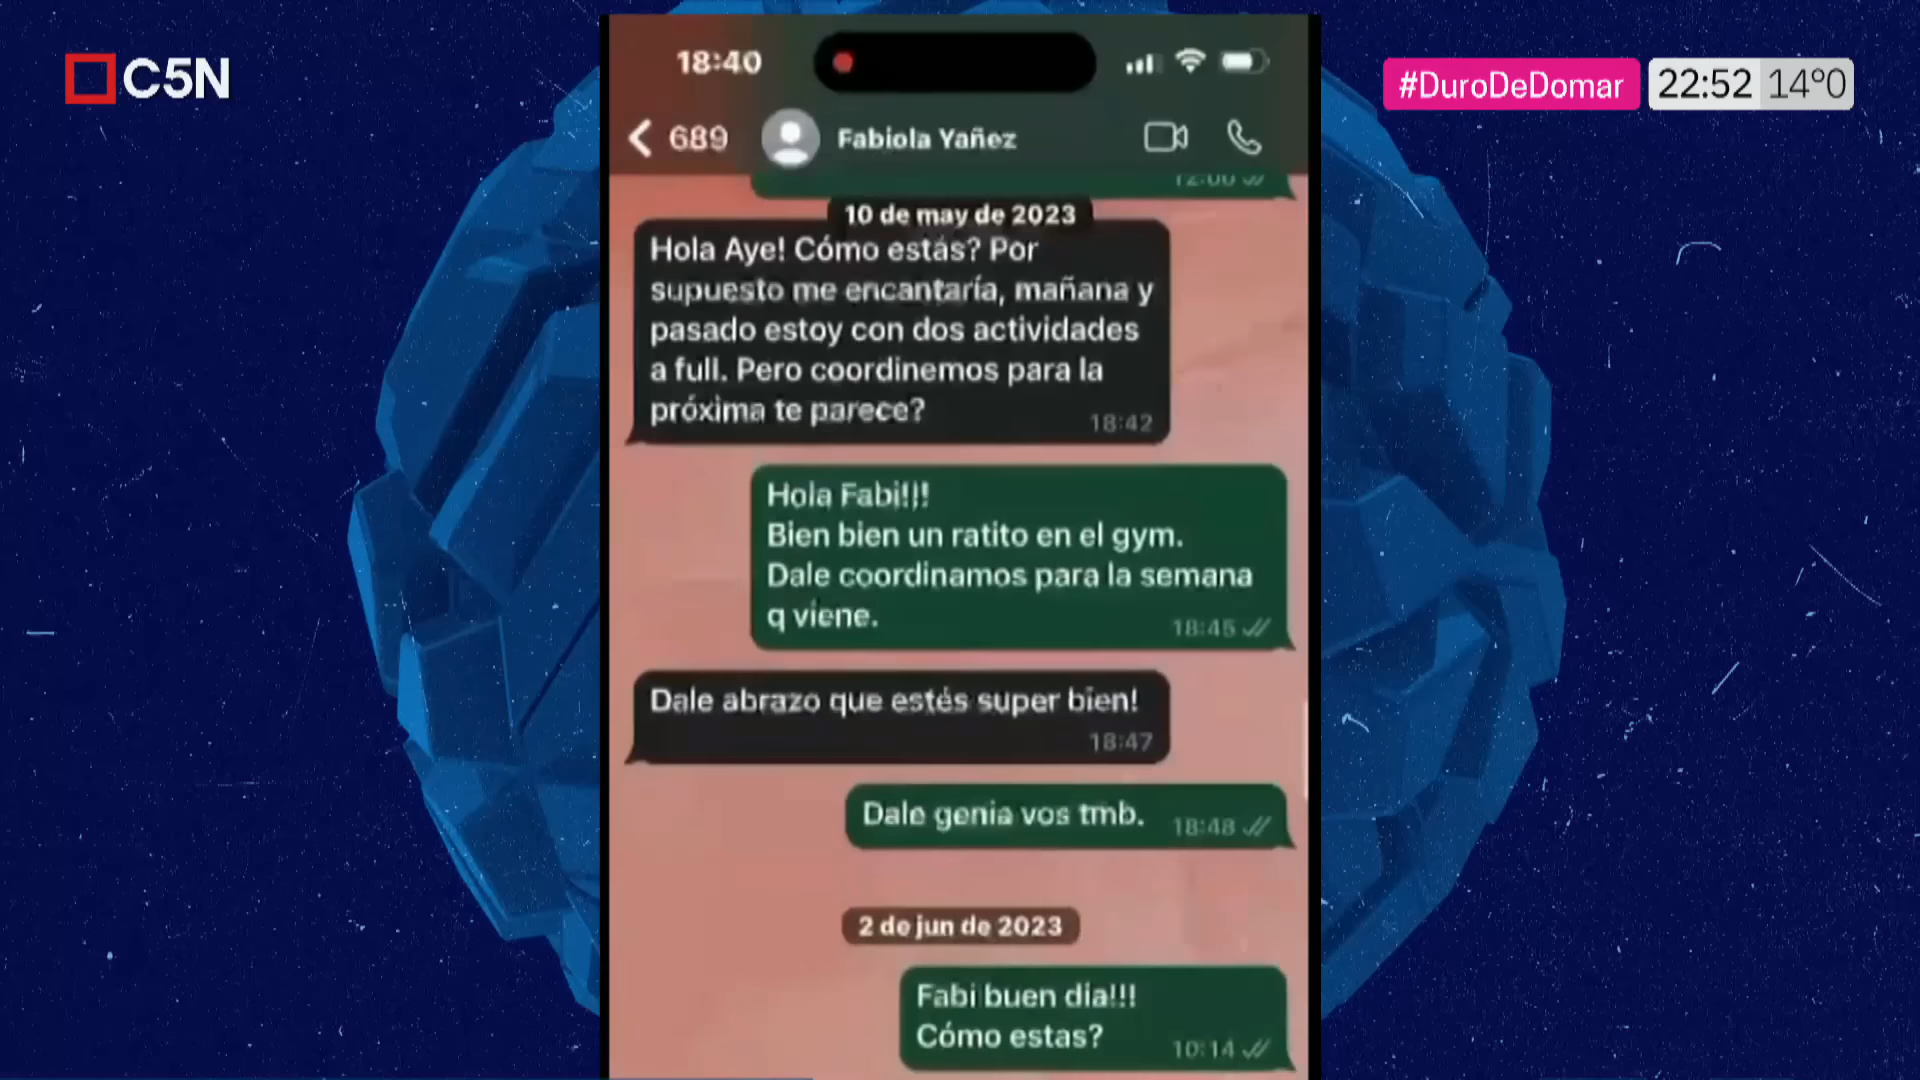 C5N
#DuroDeDomar
22:52 14º0
18:40
689
Fabiola Yañez
12:00
10 de may de 2023
Hola Aye! Cómo estás? Por
supuesto me encantaría, mañana y
pasado estoy con dos actividades
a full. Pero coordinemos para la
próxima te parece?
18:42
Hola Fabi!!!
Bien bien un ratito en el gym.
Dale coordinamos para la semana
q viene.
18:45
Dale abrazo que estés super bien!
18:47
Dale genia vos tmb.
18:48
2 de jun de 2023
Fabi buen dia!!!
Cómo estas?
10:14